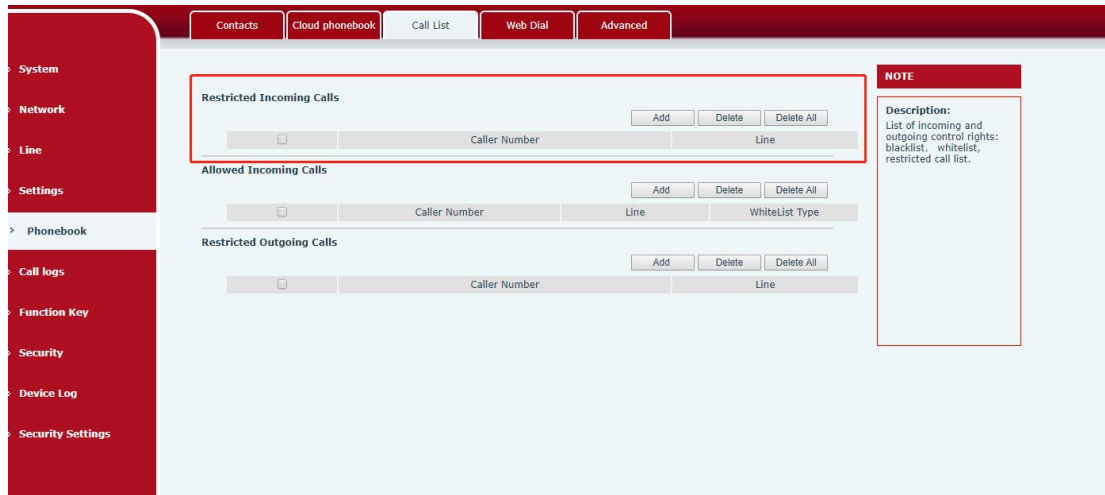 Contacts Cloud phonebook Call List Web Dial Advanced
System
Network
Line
Settings
Phonebook
Call logs
Function Key
Security
Device Log
Security Settings
Restricted Incoming Calls
Add Delete Delete All
Caller Number Line
Allowed Incoming Calls
Add Delete Delete All
Caller Number Line WhiteList Type
Restricted Outgoing Calls
Add Delete Delete All
Caller Number Line
NOTE
Description:
List of incoming and
outgoing control rights:
blacklist, whitelist,
restricted call list.